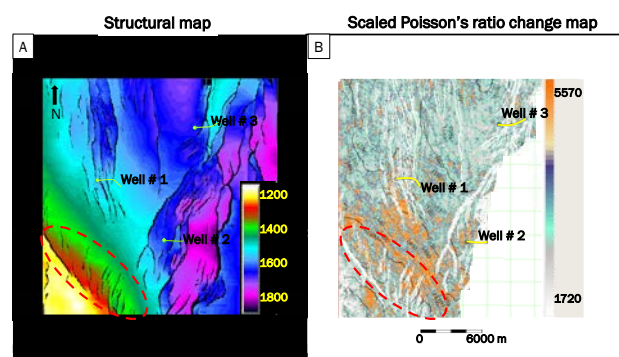 Structural map
Scaled Poisson's ratio change map
A
N
Well # 3
Well # 1
Well # 2
1200
1400
1600
1800
B
5570
Well # 3
Well # 1
Well # 2
1720
0 6000 m